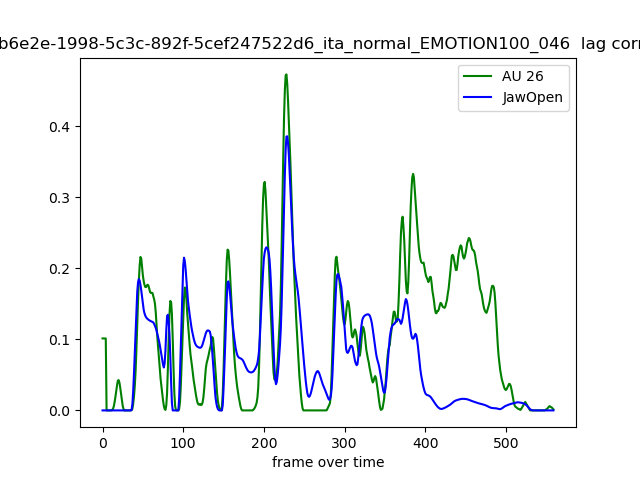 b6e2e-1998-5c3c-892f-5cef247522d6_ita_normal_EMOTION100_046 lag corr
AU 26
JawOpen
0.4
0.3
0.2
0.1
0.0
0 100 200 300 400 500
frame over time